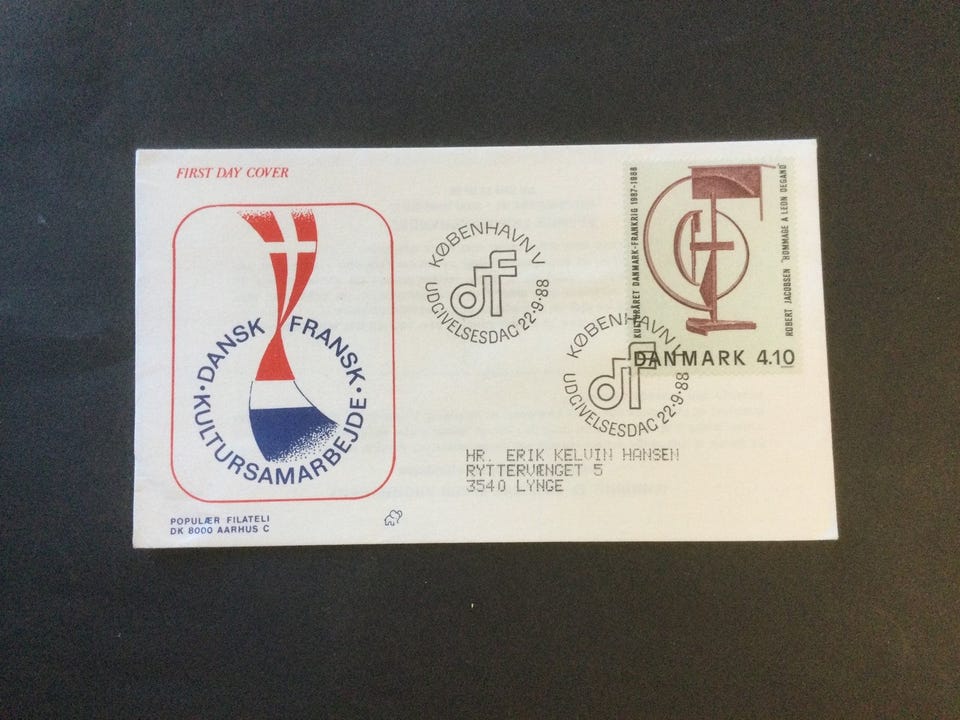 FIRST DAY COVER
DANSK FRANSK
• KULTURSAMARBEJDE •
POPULÆR FILATELI
DK 8000 AARHUS C
KØBENHAVN V
df
UDGIVELSESDAG 22.9.88
KULTURÅRET DANMARK-FRANKRIG 1987-1988
ROBERT JACOBSEN "HOMMAGE A LEON DEGAND"
DANMARK 4.10
KØBENHAVN V
df
UDGIVELSESDAG 22.9.88
HR. ERIK KELVIN HANSEN
RYTTERVÆNGET 5
3540 LYNGE